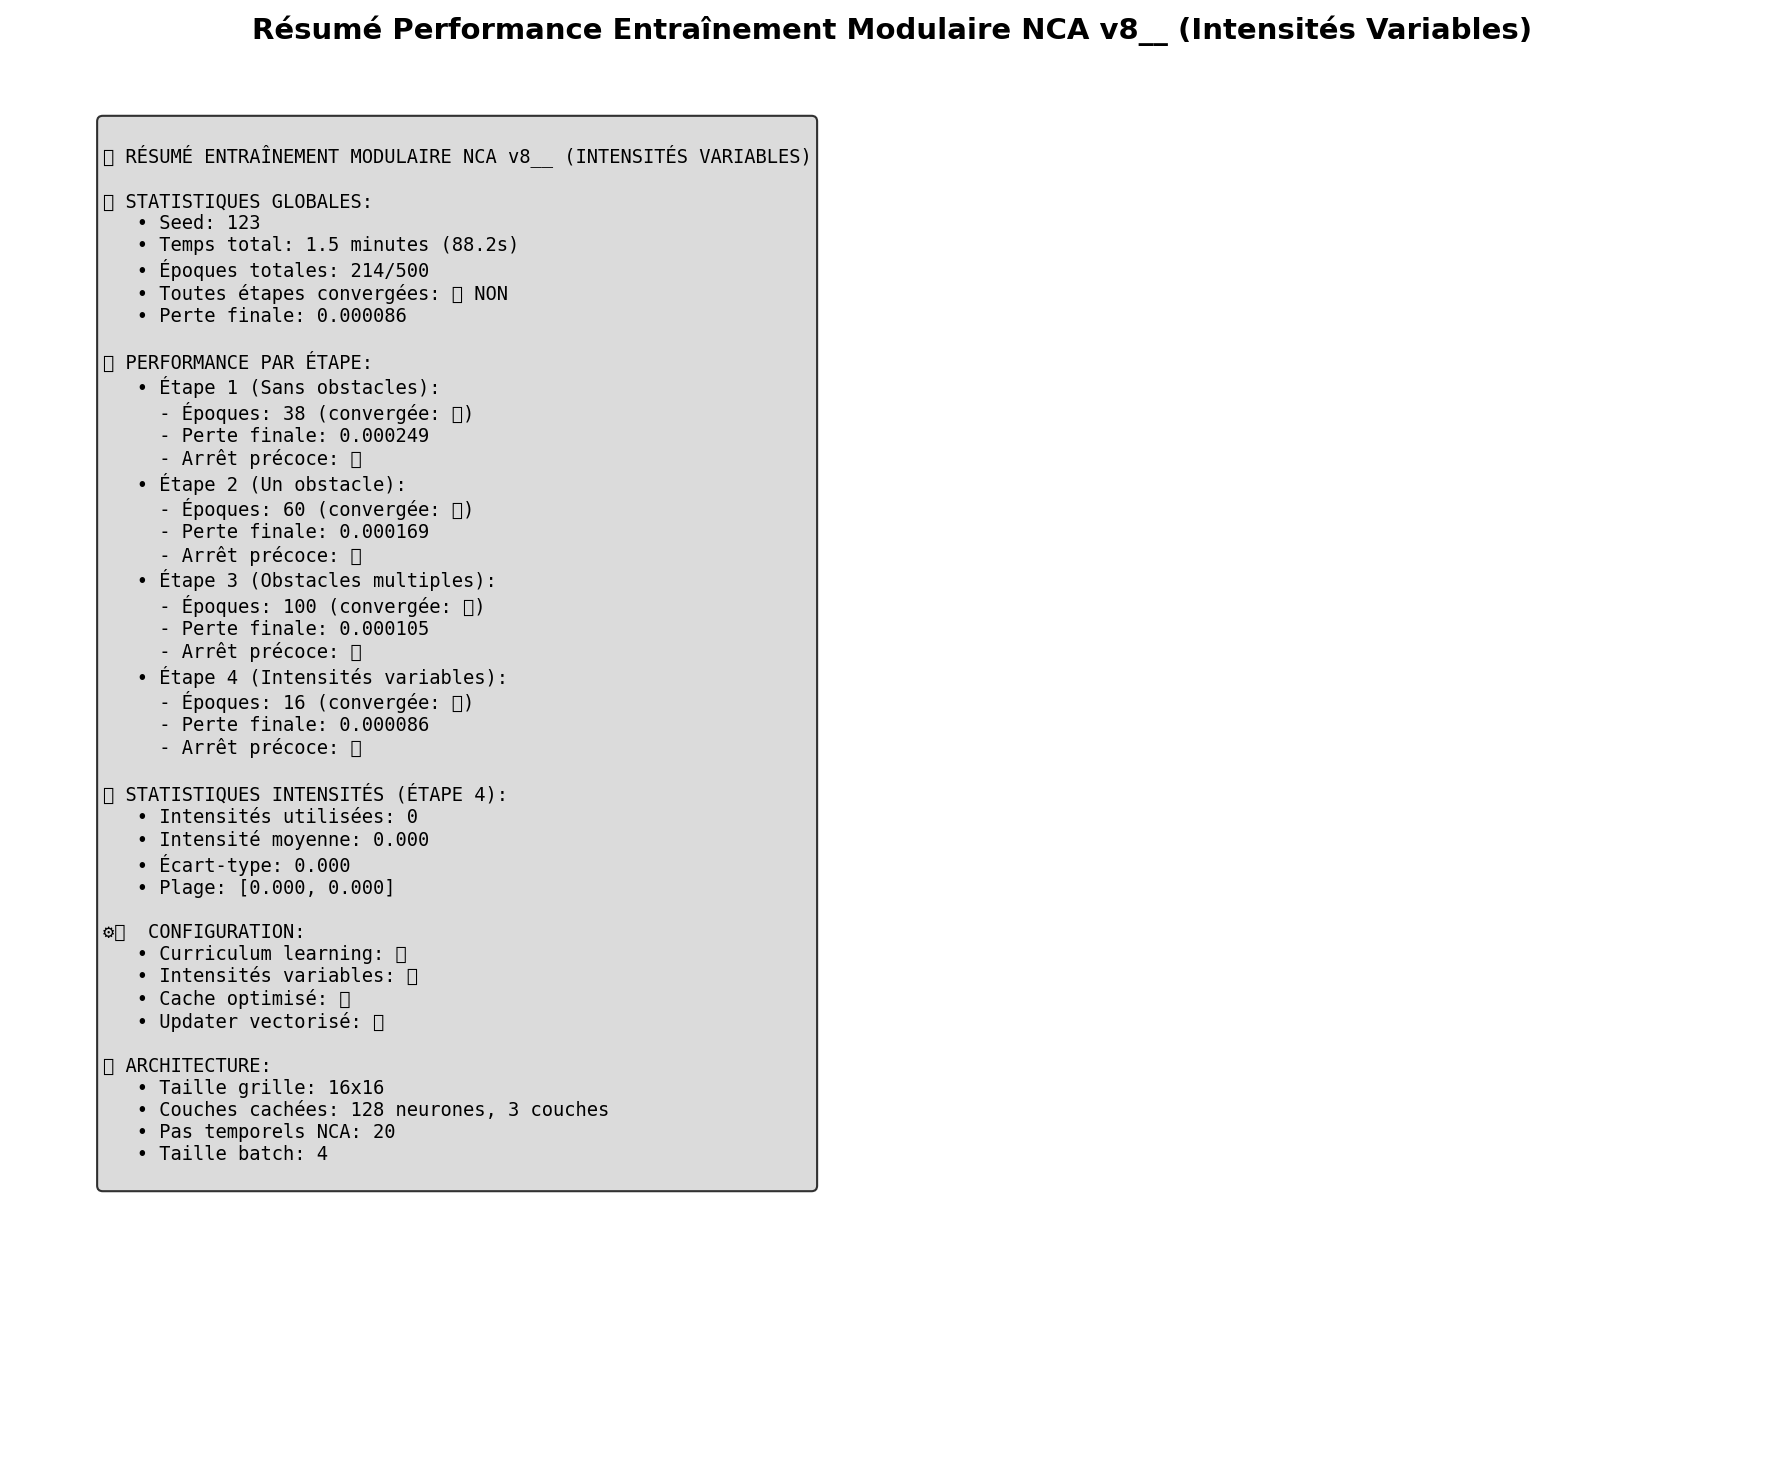 Résumé Performance Entraînement Modulaire NCA v8__ (Intensités Variables)
▯ RÉSUMÉ ENTRAÎNEMENT MODULAIRE NCA v8__ (INTENSITÉS VARIABLES)
▯ STATISTIQUES GLOBALES:
• Seed: 123
• Temps total: 1.5 minutes (88.2s)
• Époques totales: 214/500
• Toutes étapes convergées: ▯ NON
• Perte finale: 0.000086
▯ PERFORMANCE PAR ÉTAPE:
• Étape 1 (Sans obstacles):
- Époques: 38 (convergée: ▯)
- Perte finale: 0.000249
- Arrêt précoce: ▯
• Étape 2 (Un obstacle):
- Époques: 60 (convergée: ▯)
- Perte finale: 0.000169
- Arrêt précoce: ▯
• Étape 3 (Obstacles multiples):
- Époques: 100 (convergée: ▯)
- Perte finale: 0.000105
- Arrêt précoce: ▯
• Étape 4 (Intensités variables):
- Époques: 16 (convergée: ▯)
- Perte finale: 0.000086
- Arrêt précoce: ▯
▯ STATISTIQUES INTENSITÉS (ÉTAPE 4):
• Intensités utilisées: 0
• Intensité moyenne: 0.000
• Écart-type: 0.000
• Plage: [0.000, 0.000]
⚙▯ CONFIGURATION:
• Curriculum learning: ▯
• Intensités variables: ▯
• Cache optimisé: ▯
• Updater vectorisé: ▯
▯ ARCHITECTURE:
• Taille grille: 16x16
• Couches cachées: 128 neurones, 3 couches
• Pas temporels NCA: 20
• Taille batch: 4